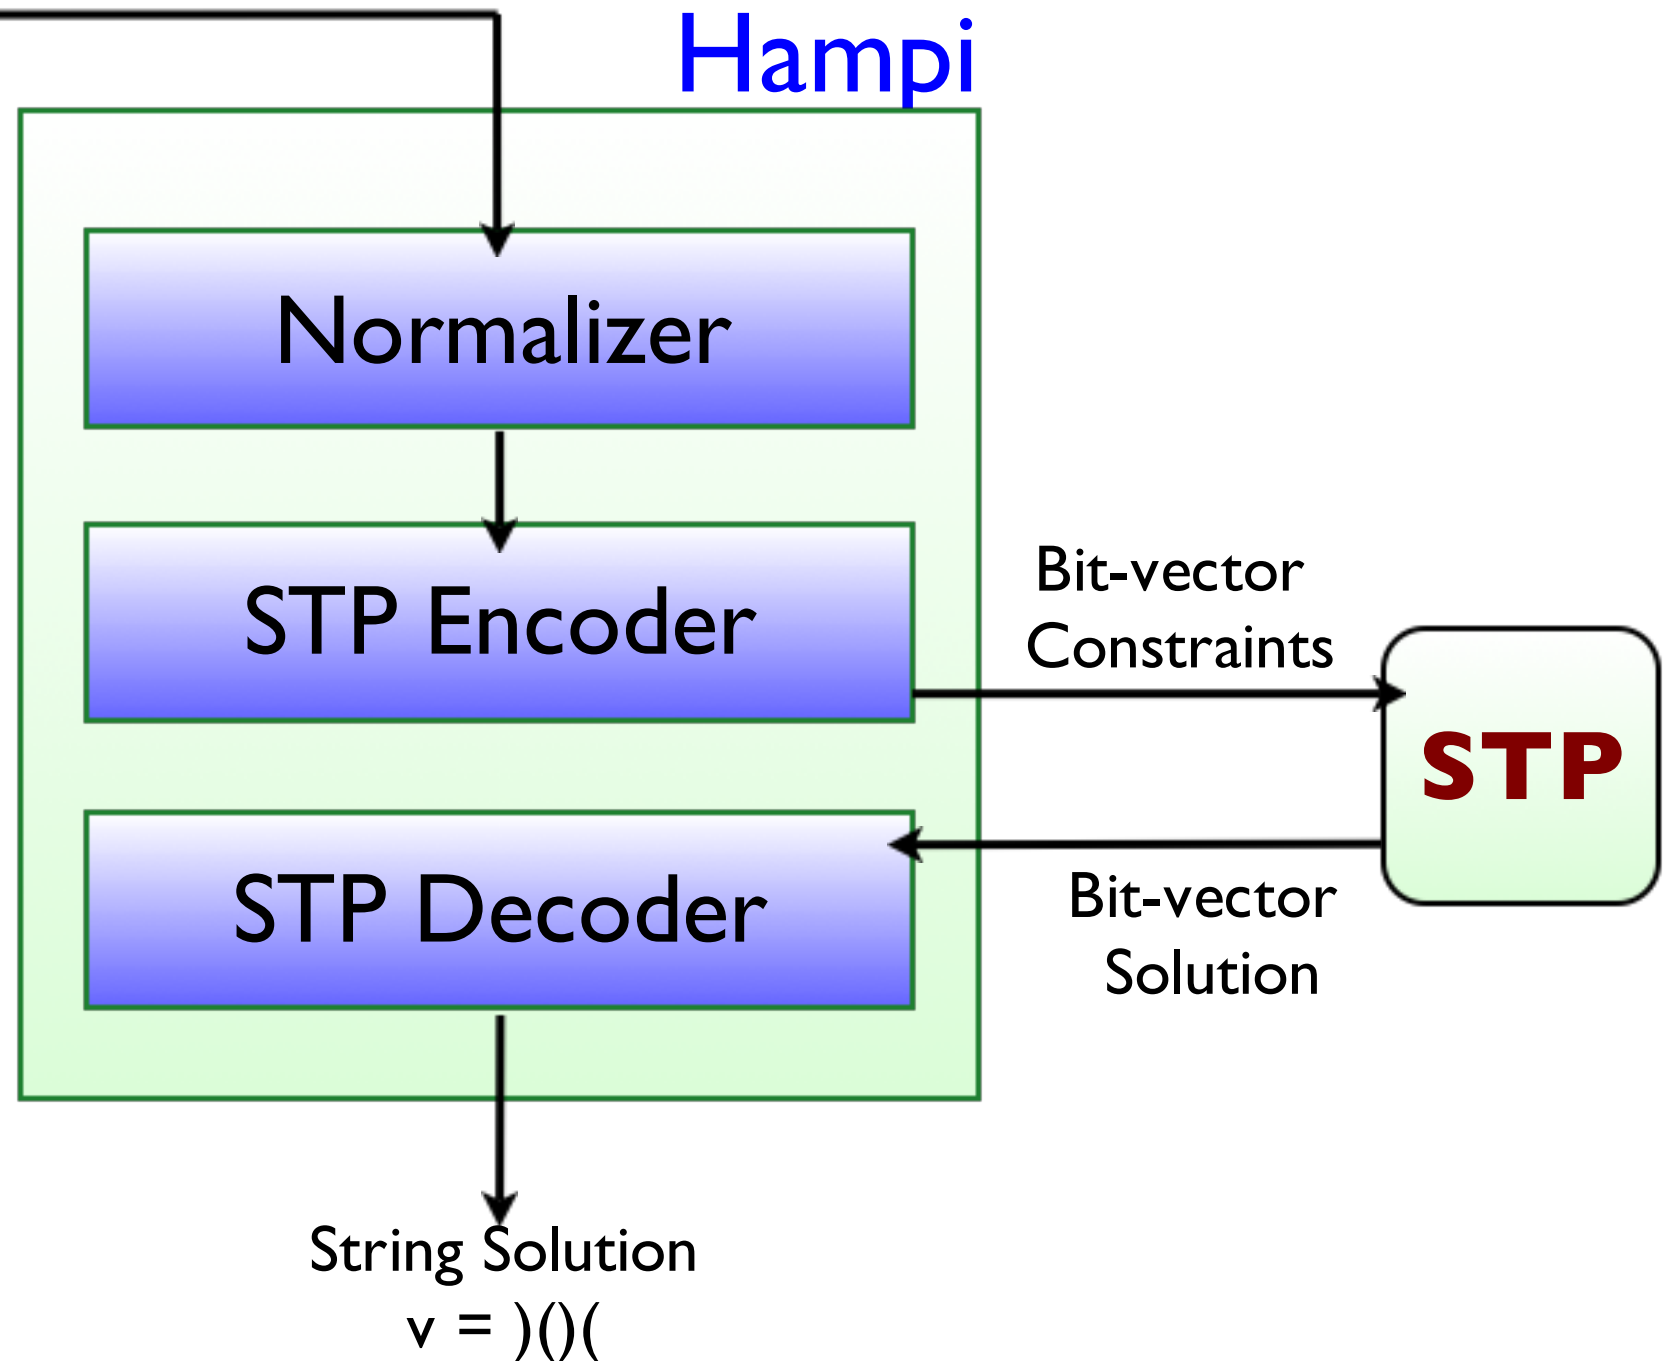 Hampi
Normalizer
STP Encoder
Bit-vector
Constraints
STP
STP Decoder
Bit-vector
Solution
String Solution
v = )()(